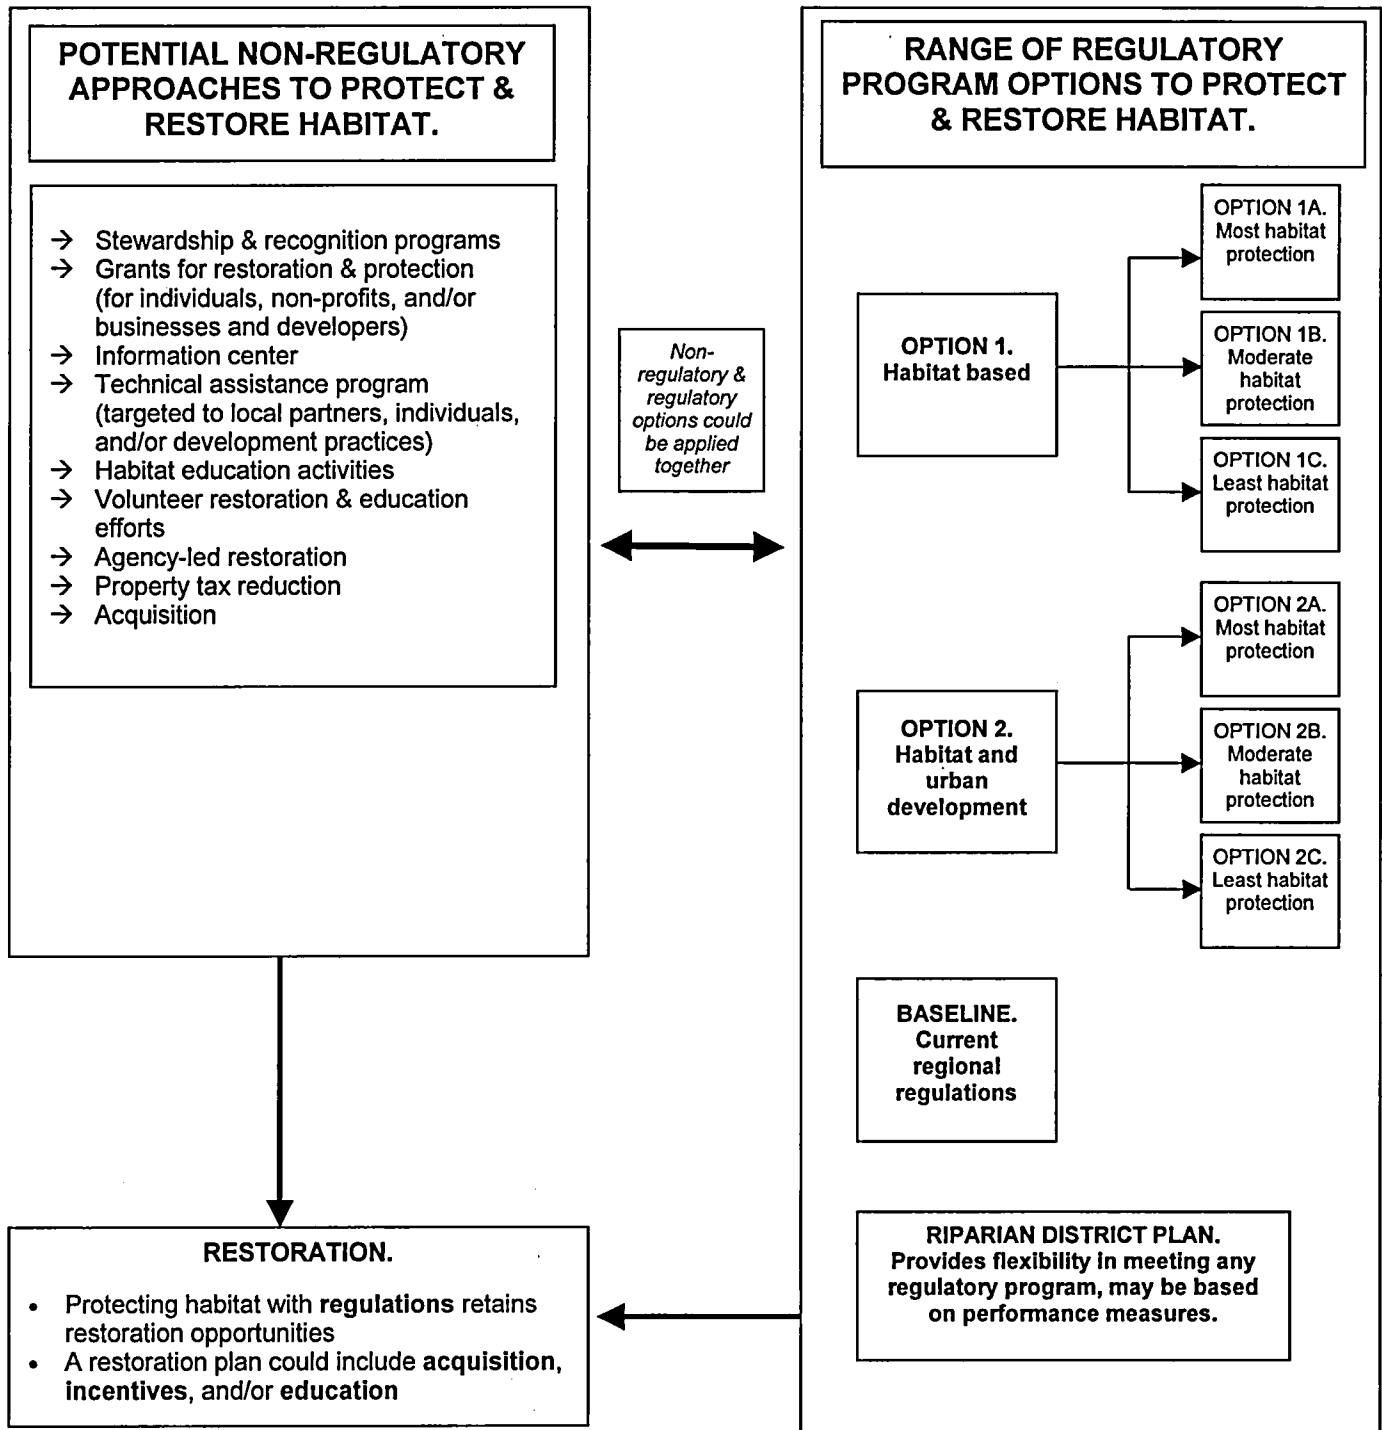 POTENTIAL NON-REGULATORY
APPROACHES TO PROTECT &
RESTORE HABITAT.
→ Stewardship & recognition programs
→ Grants for restoration & protection
(for individuals, non-profits, and/or
businesses and developers)
→ Information center
→ Technical assistance program
(targeted to local partners, individuals,
and/or development practices)
→ Habitat education activities
→ Volunteer restoration & education
efforts
→ Agency-led restoration
→ Property tax reduction
→ Acquisition
Non-
regulatory &
regulatory
options could
be applied
together
RANGE OF REGULATORY
PROGRAM OPTIONS TO PROTECT
& RESTORE HABITAT.
OPTION 1.
Habitat based
OPTION 1A.
Most habitat
protection
OPTION 1B.
Moderate
habitat
protection
OPTION 1C.
Least habitat
protection
OPTION 2.
Habitat and
urban
development
OPTION 2A.
Most habitat
protection
OPTION 2B.
Moderate
habitat
protection
OPTION 2C.
Least habitat
protection
BASELINE.
Current
regional
regulations
RIPARIAN DISTRICT PLAN.
Provides flexibility in meeting any
regulatory program, may be based
on performance measures.
RESTORATION.
• Protecting habitat with regulations retains
restoration opportunities
• A restoration plan could include acquisition,
incentives, and/or education